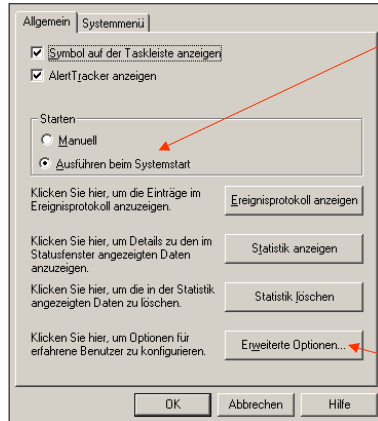 Allgemein Systemmenü
Symbol auf der Taskleiste anzeigen
AlertTracker anzeigen
Starten
Manuell
Ausführen beim Systemstart
Klicken Sie hier, um die Einträge im
Ereignisprotokoll anzuzeigen.
Ereignisprotokoll anzeigen
Klicken Sie hier, um Details zu den im
Statusfenster angezeigten Daten
anzuzeigen.
Statistik anzeigen
Klicken Sie hier, um die in der Statistik
angezeigten Daten zu löschen.
Statistik löschen
Klicken Sie hier, um Optionen für
erfahrene Benutzer zu konfigurieren.
Erweiterte Optionen...
OK Abbrechen Hilfe